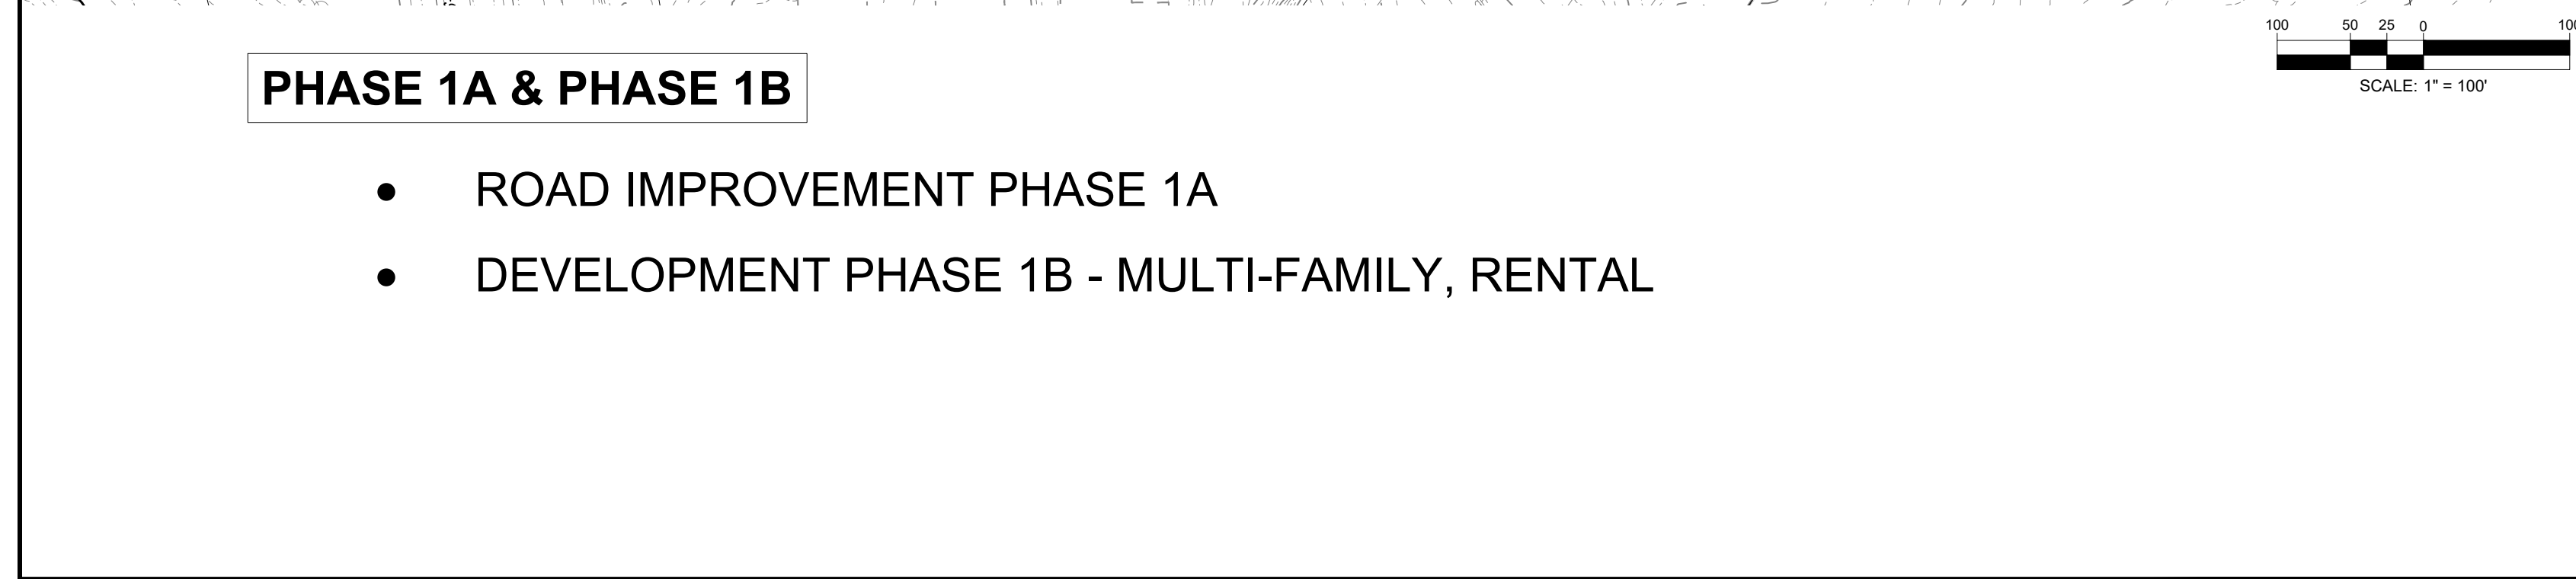 100 50 25 0 100
SCALE: 1" = 100'
PHASE 1A & PHASE 1B
● ROAD IMPROVEMENT PHASE 1A
● DEVELOPMENT PHASE 1B - MULTI-FAMILY, RENTAL